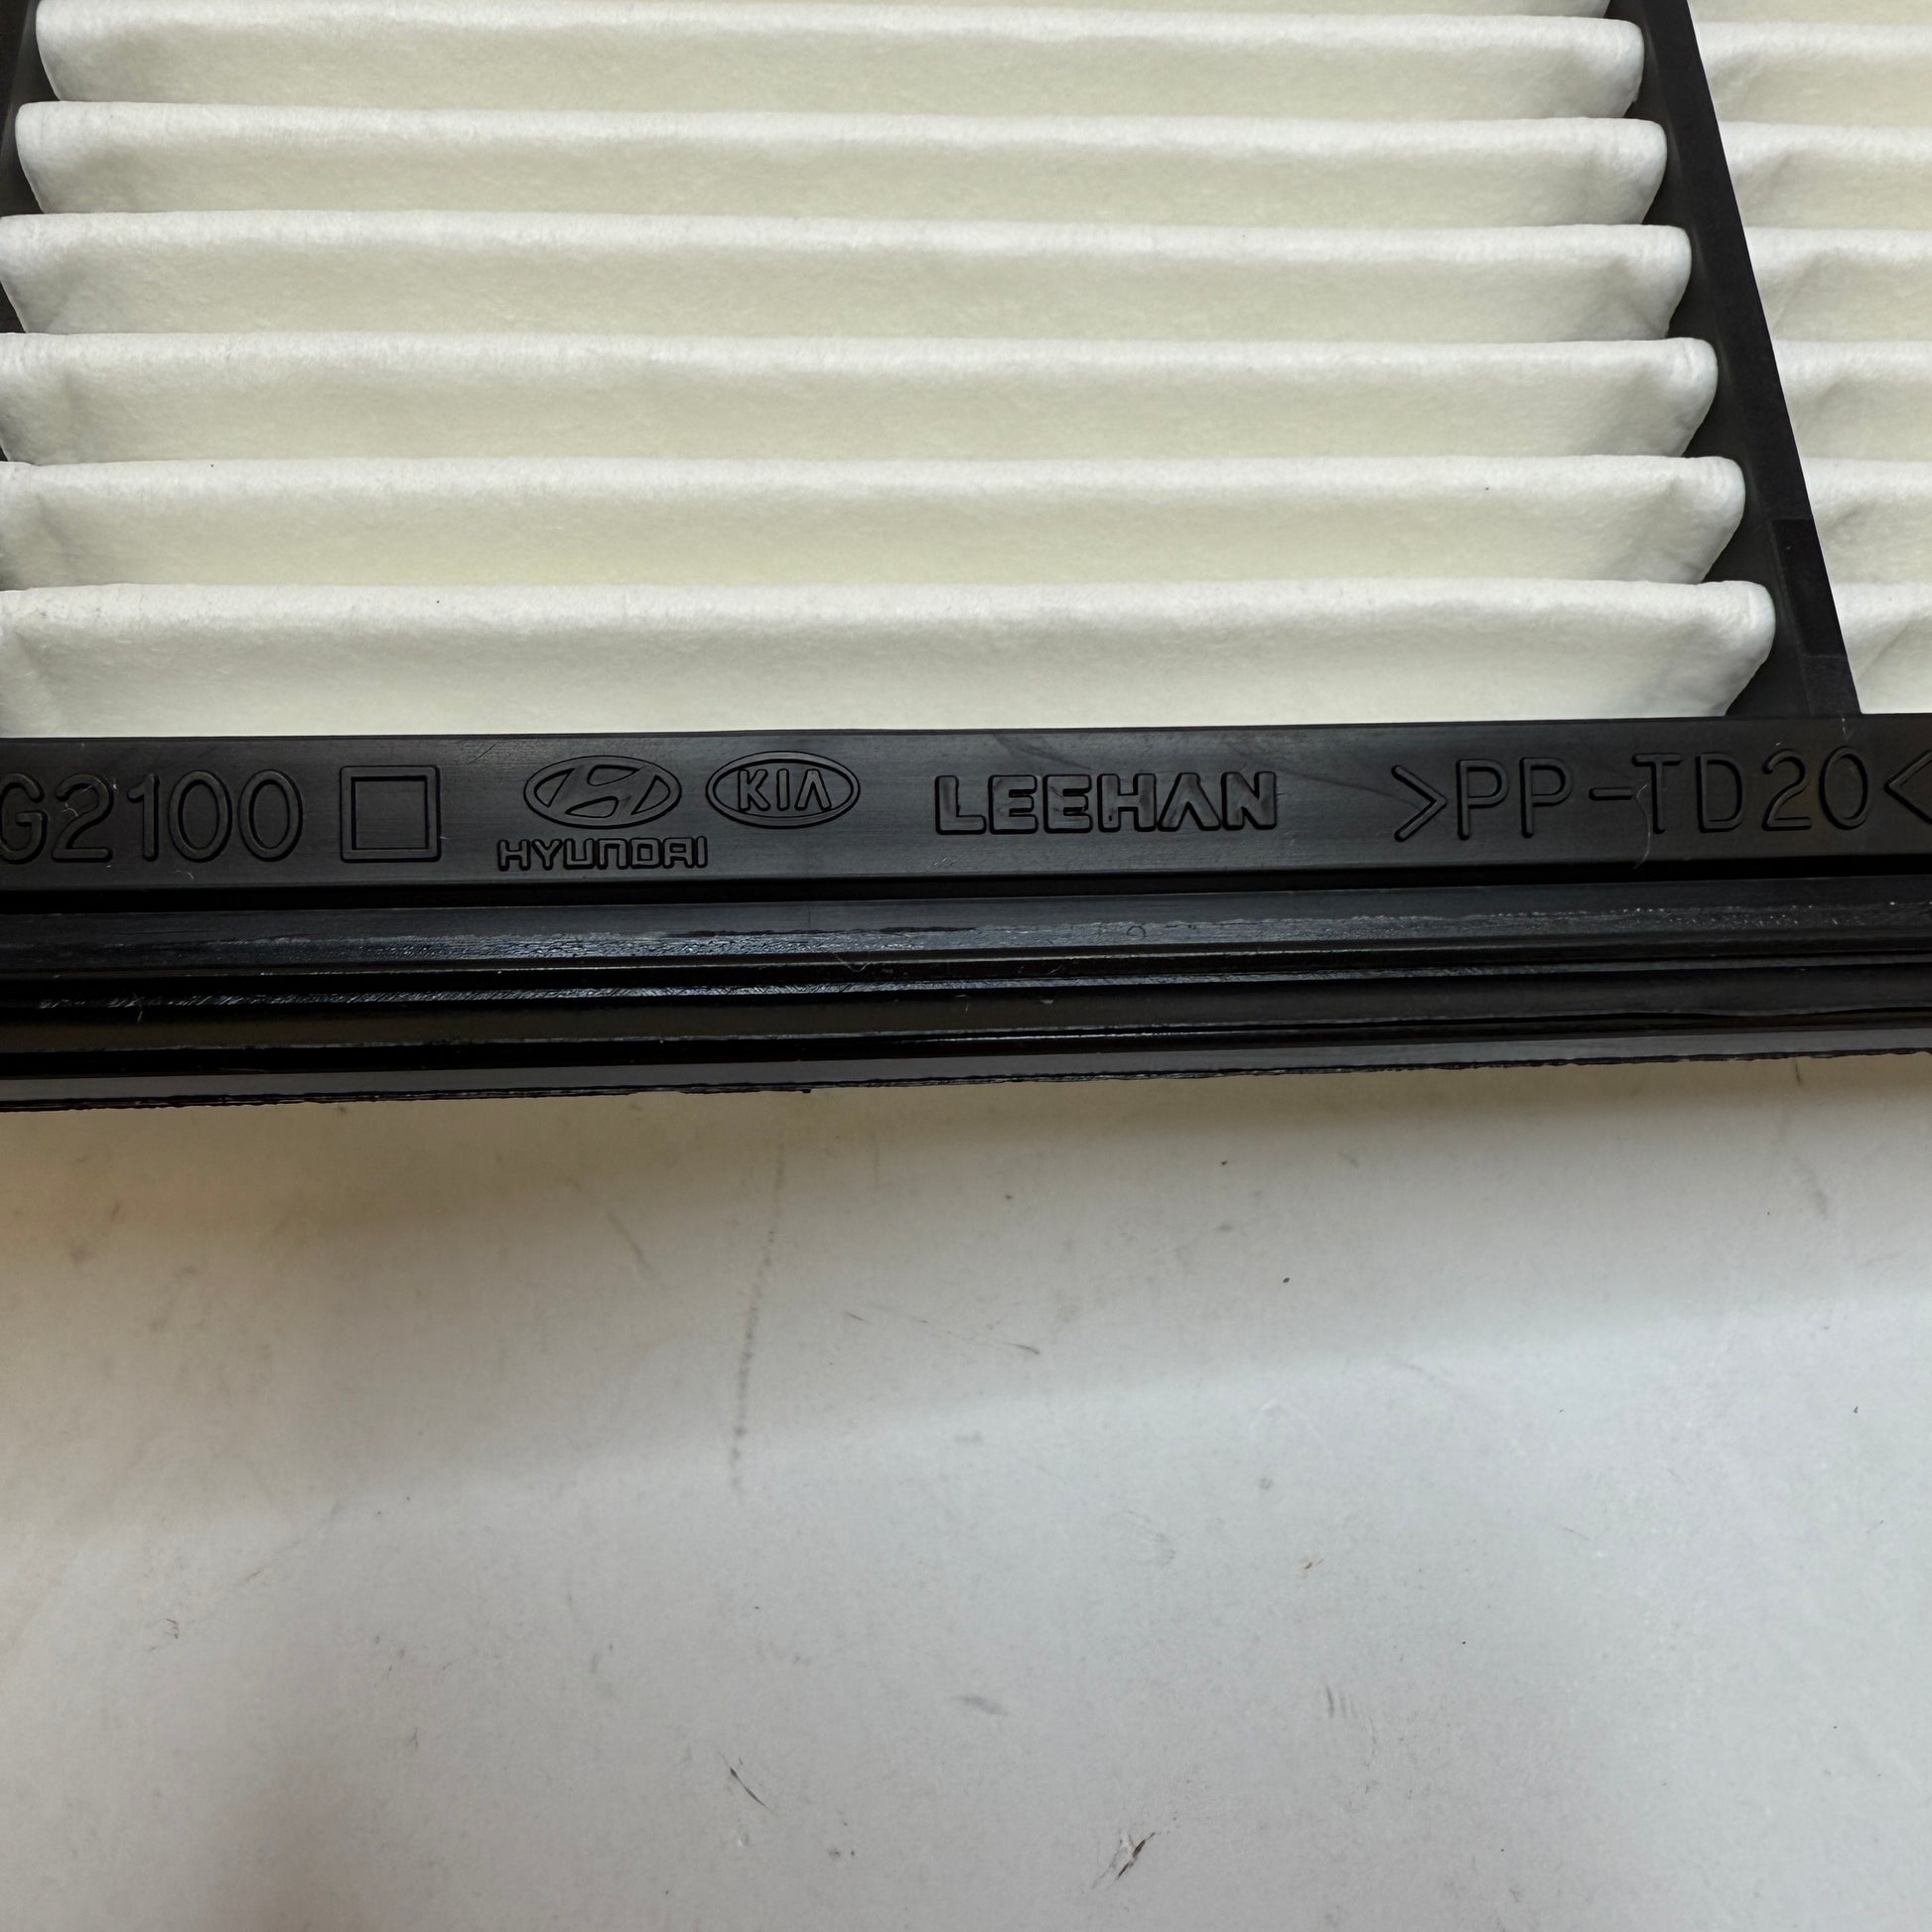 G2100 HYUNDAI KIA LEEHAN >PP-TD20<